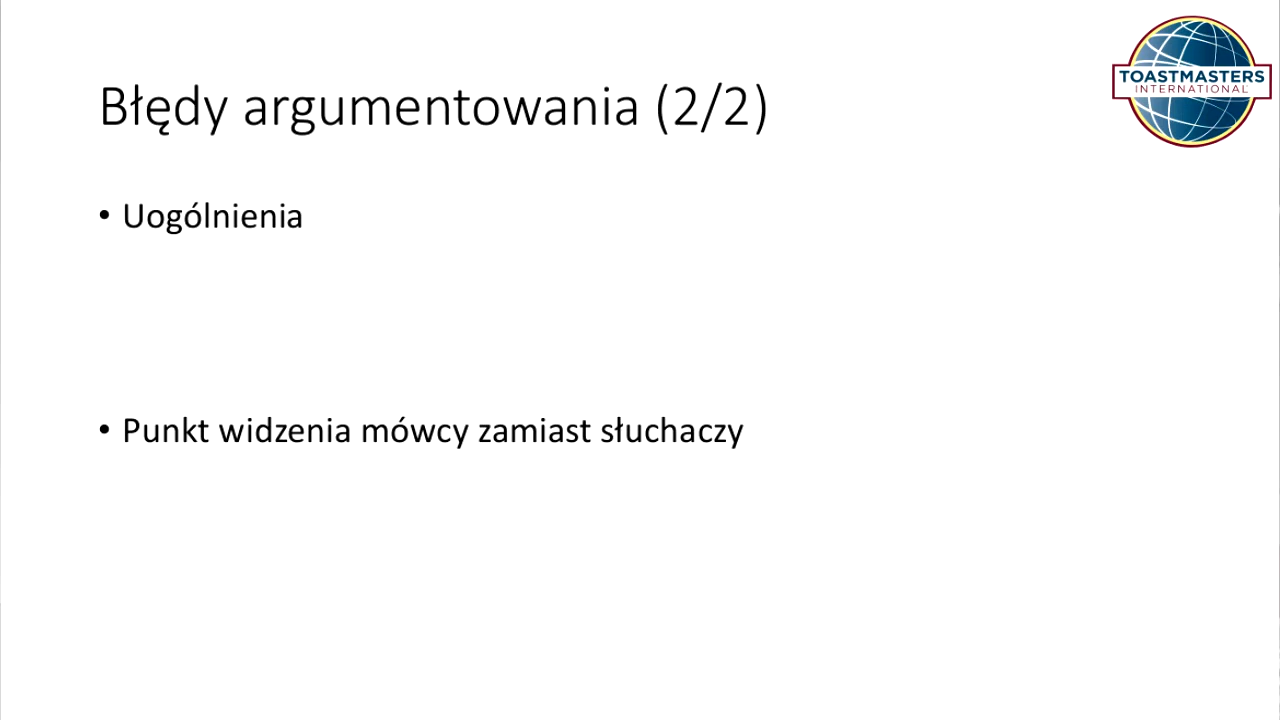 TOASTMASTERS
INTERNATIONAL
Błędy argumentowania (2/2)
• Uogólnienia
• Punkt widzenia mówcy zamiast słuchaczy